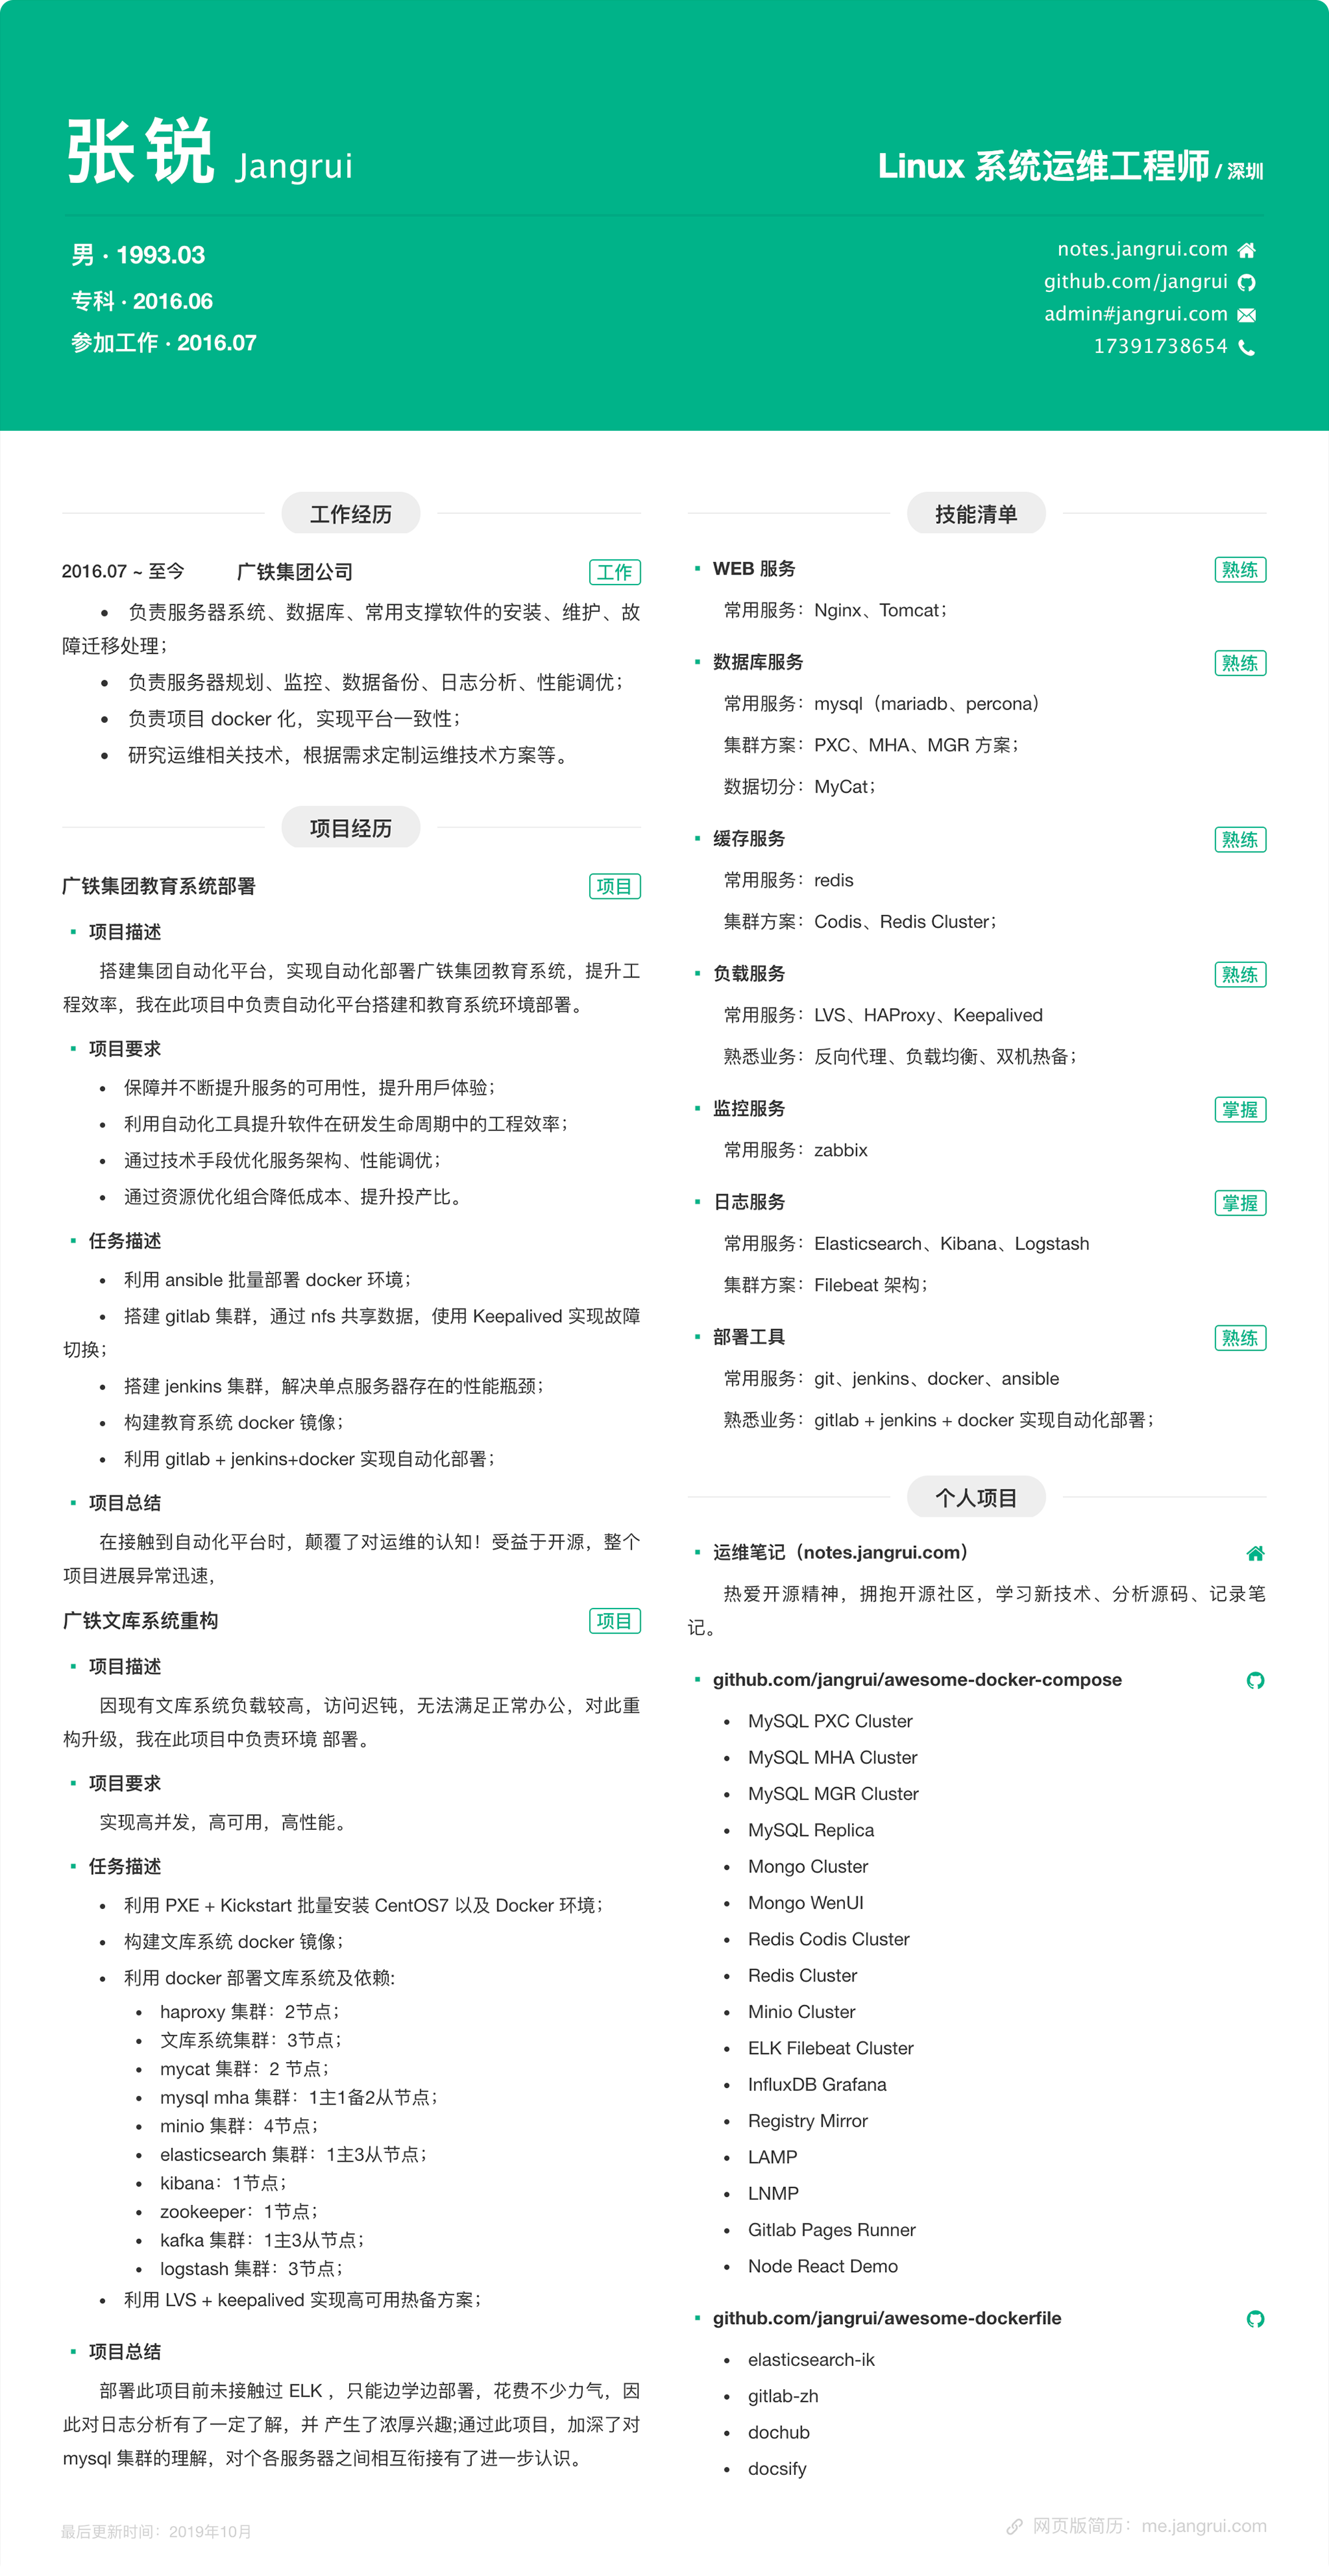 张锐 Jangrui
Linux 系统运维工程师 / 深圳
男 · 1993.03
专科 · 2016.06
参加工作 · 2016.07
notes.jangrui.com
github.com/jangrui
admin#jangrui.com
17391738654
工作经历
2016.07 ~ 至今 广铁集团公司 工作
• 负责服务器系统、数据库、常用支撑软件的安装、维护、故
障迁移处理；
• 负责服务器规划、监控、数据备份、日志分析、性能调优；
• 负责项目 docker 化，实现平台一致性；
• 研究运维相关技术，根据需求定制运维技术方案等。
项目经历
广铁集团教育系统部署 项目
▪ 项目描述
搭建集团自动化平台，实现自动化部署广铁集团教育系统，提升工
程效率，我在此项目中负责自动化平台搭建和教育系统环境部署。
▪ 项目要求
• 保障并不断提升服务的可用性，提升用戶体验；
• 利用自动化工具提升软件在研发生命周期中的工程效率；
• 通过技术手段优化服务架构、性能调优；
• 通过资源优化组合降低成本、提升投产比。
▪ 任务描述
• 利用 ansible 批量部署 docker 环境；
• 搭建 gitlab 集群，通过 nfs 共享数据，使用 Keepalived 实现故障
切换；
• 搭建 jenkins 集群，解决单点服务器存在的性能瓶颈；
• 构建教育系统 docker 镜像；
• 利用 gitlab + jenkins+docker 实现自动化部署；
▪ 项目总结
在接触到自动化平台时，颠覆了对运维的认知！受益于开源，整个
项目进展异常迅速，
广铁文库系统重构 项目
▪ 项目描述
因现有文库系统负载较高，访问迟钝，无法满足正常办公，对此重
构升级，我在此项目中负责环境 部署。
▪ 项目要求
实现高并发，高可用，高性能。
▪ 任务描述
• 利用 PXE + Kickstart 批量安装 CentOS7 以及 Docker 环境；
• 构建文库系统 docker 镜像；
• 利用 docker 部署文库系统及依赖:
• haproxy 集群：2节点；
• 文库系统集群：3节点；
• mycat 集群：2 节点；
• mysql mha 集群：1主1备2从节点；
• minio 集群：4节点；
• elasticsearch 集群：1主3从节点；
• kibana：1节点；
• zookeeper：1节点；
• kafka 集群：1主3从节点；
• logstash 集群：3节点；
• 利用 LVS + keepalived 实现高可用热备方案；
▪ 项目总结
部署此项目前未接触过 ELK ，只能边学边部署，花费不少力气，因
此对日志分析有了一定了解，并 产生了浓厚兴趣;通过此项目，加深了对
mysql 集群的理解，对个各服务器之间相互衔接有了进一步认识。
最后更新时间：2019年10月
技能清单
▪ WEB 服务 熟练
常用服务：Nginx、Tomcat；
▪ 数据库服务 熟练
常用服务：mysql（mariadb、percona）
集群方案：PXC、MHA、MGR 方案；
数据切分：MyCat；
▪ 缓存服务 熟练
常用服务：redis
集群方案：Codis、Redis Cluster；
▪ 负载服务 熟练
常用服务：LVS、HAProxy、Keepalived
熟悉业务：反向代理、负载均衡、双机热备；
▪ 监控服务 掌握
常用服务：zabbix
▪ 日志服务 掌握
常用服务：Elasticsearch、Kibana、Logstash
集群方案：Filebeat 架构；
▪ 部署工具 熟练
常用服务：git、jenkins、docker、ansible
熟悉业务：gitlab + jenkins + docker 实现自动化部署；
个人项目
▪ 运维笔记（notes.jangrui.com）
热爱开源精神，拥抱开源社区，学习新技术、分析源码、记录笔
记。
▪ github.com/jangrui/awesome-docker-compose
• MySQL PXC Cluster
• MySQL MHA Cluster
• MySQL MGR Cluster
• MySQL Replica
• Mongo Cluster
• Mongo WenUI
• Redis Codis Cluster
• Redis Cluster
• Minio Cluster
• ELK Filebeat Cluster
• InfluxDB Grafana
• Registry Mirror
• LAMP
• LNMP
• Gitlab Pages Runner
• Node React Demo
▪ github.com/jangrui/awesome-dockerfile
• elasticsearch-ik
• gitlab-zh
• dochub
• docsify
网页版简历：me.jangrui.com